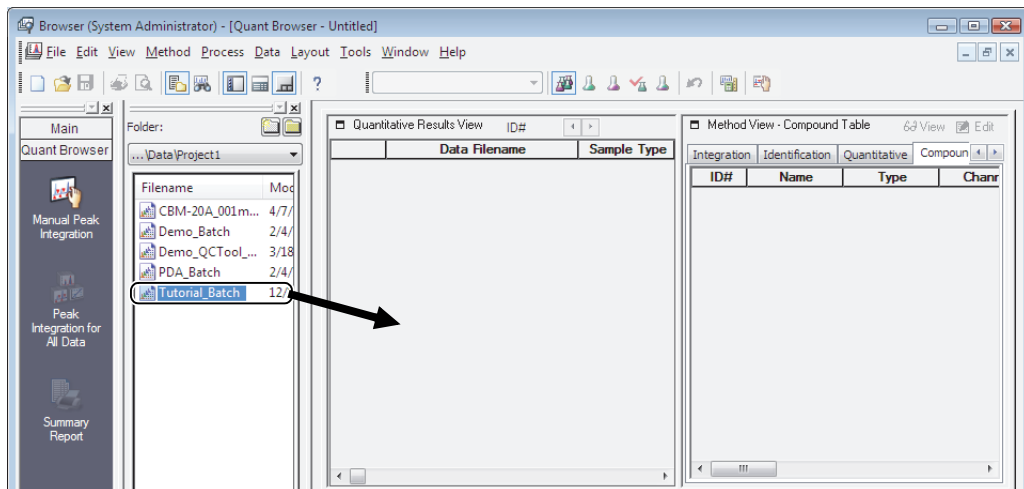 Browser (System Administrator) - [Quant Browser - Untitled]
File Edit View Method Process Data Layout Tools Window Help
Main
Quant Browser
Manual Peak
Integration
Peak
Integration for
All Data
Summary
Report
Folder:
...\Data\Project1
Filename Mod
CBM-20A_001m... 4/7/
Demo_Batch 2/4/
Demo_QCTool_... 3/18
PDA_Batch 2/4/
Tutorial_Batch 12/
Quantitative Results View ID#
Data Filename Sample Type
Method View - Compound Table View Edit
Integration Identification Quantitative Compoun
ID# Name Type Chanr